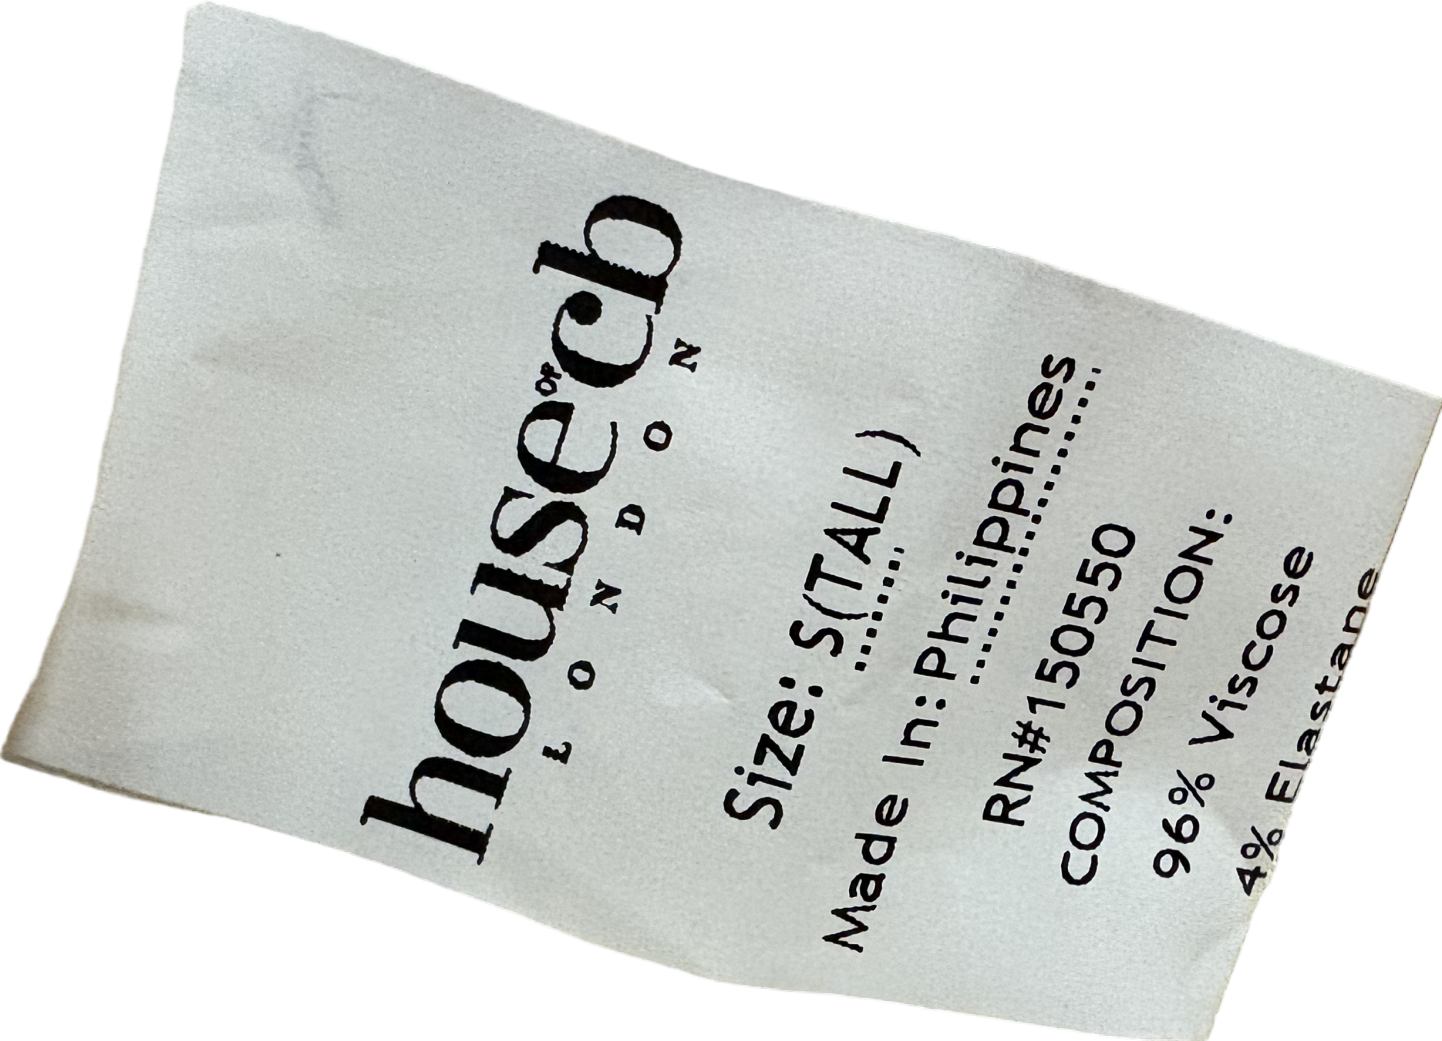 house OF cb
LONDON
Size: S(TALL)
Made In: Philippines
RN#150550
COMPOSITION:
96% Viscose
4% Elastane